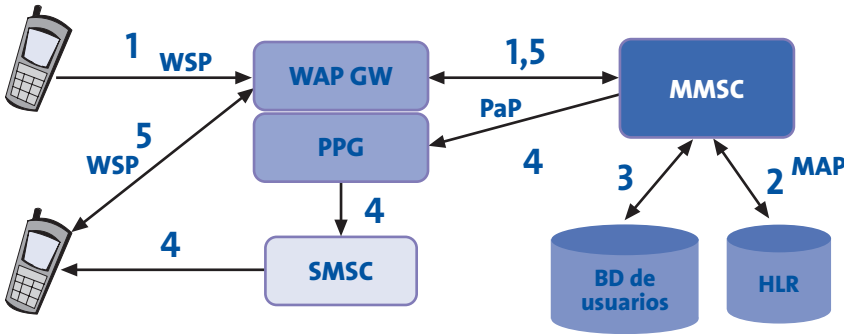 1
WSP
WAP GW
1,5
MMSC
PaP
PPG
5
WSP
4
3
2
MAP
4
4
SMSC
BD de
usuarios
HLR